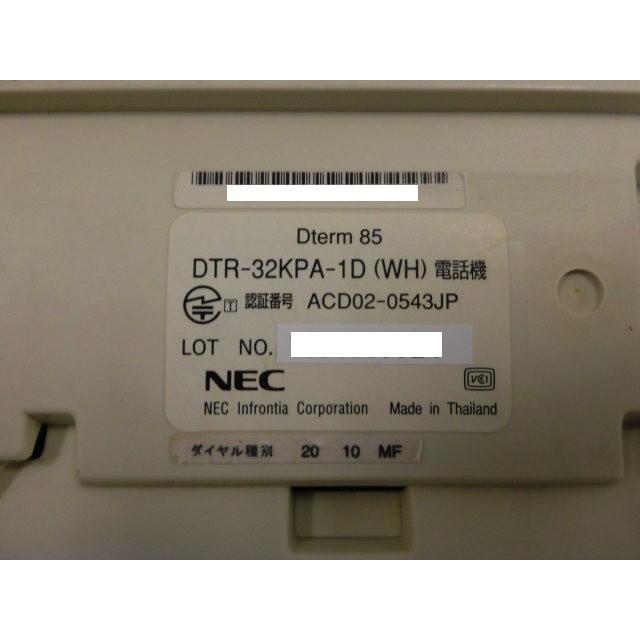 Dterm 85
DTR-32KPA-1D (WH) 電話機
T 認証番号 ACD02-0543JP
LOT NO.
NEC
VCCI
NEC Infrontia Corporation Made in Thailand
ダイヤル種別 20 10 MF